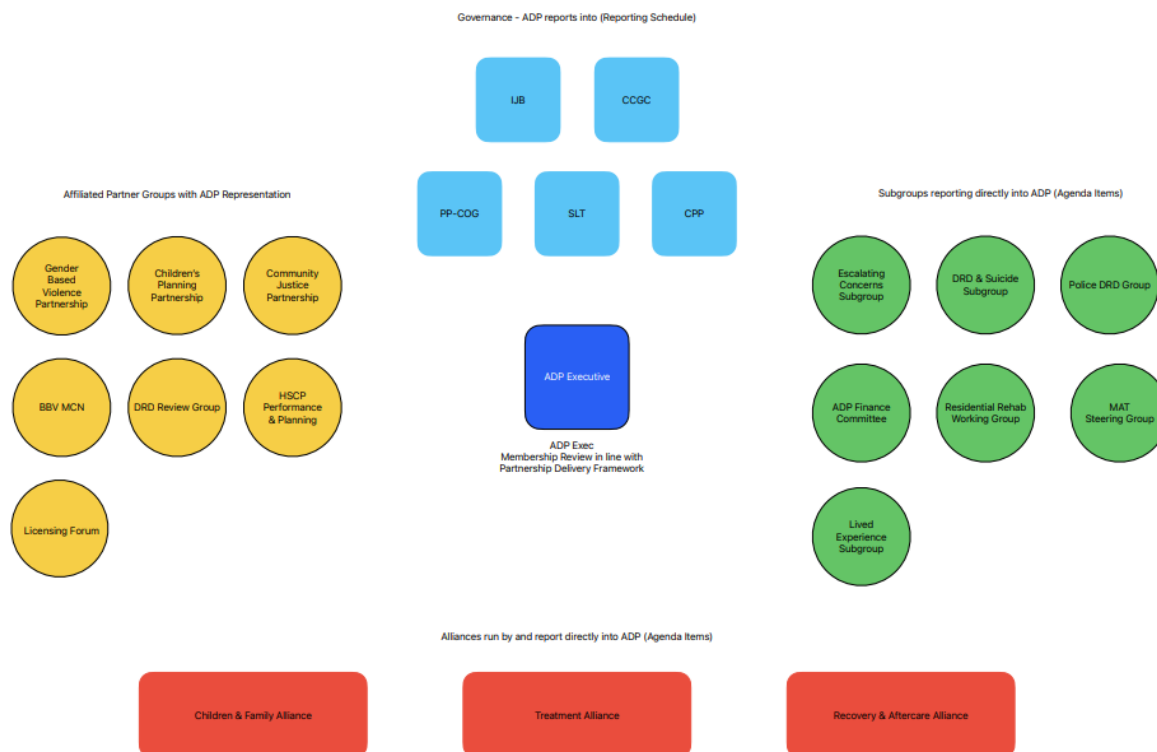 Governance - ADP reports into (Reporting Schedule)
IJB
CCGC
PP-COG
SLT
CPP
Affiliated Partner Groups with ADP Representation
Gender
Based
Violence
Partnership
Children's
Planning
Partnership
Community
Justice
Partnership
BBV MCN
DRD Review Group
HSCP
Performance
& Planning
Licensing Forum
ADP Executive
ADP Exec
Membership Review in line with
Partnership Delivery Framework
Subgroups reporting directly into ADP (Agenda Items)
Escalating
Concerns
Subgroup
DRD & Suicide
Subgroup
Police DRD Group
ADP Finance
Committee
Residential Rehab
Working Group
MAT
Steering Group
Lived
Experience
Subgroup
Alliances run by and report directly into ADP (Agenda Items)
Children & Family Alliance
Treatment Alliance
Recovery & Aftercare Alliance